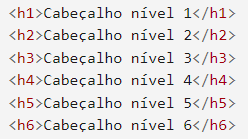 <h1>Cabeçalho nível 1</h1>
<h2>Cabeçalho nível 2</h2>
<h3>Cabeçalho nível 3</h3>
<h4>Cabeçalho nível 4</h4>
<h5>Cabeçalho nível 5</h5>
<h6>Cabeçalho nível 6</h6>